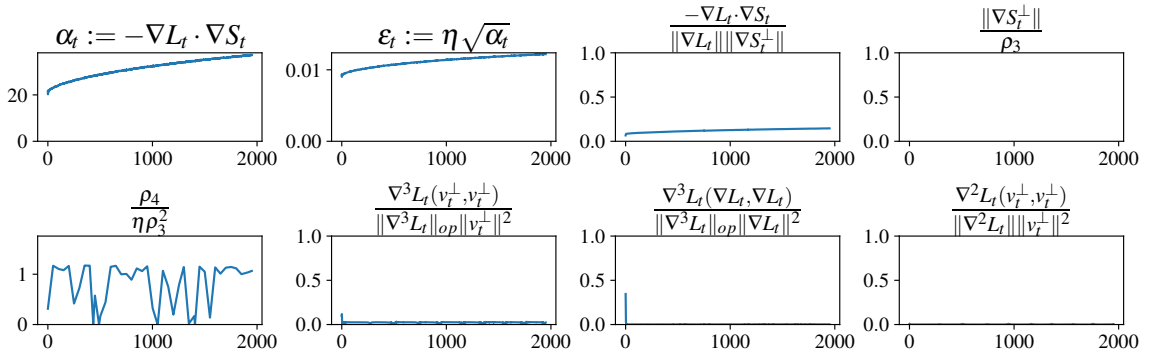 α_t := −∇L_t · ∇S_t
20
0
0 1000 2000
ε_t := η√α_t
0.01
0.00
0 1000 2000
−∇L_t·∇S_t
‖∇L_t‖‖∇S_t^⊥‖
1.0
0.5
0.0
0 1000 2000
‖∇S_t^⊥‖
ρ_3
1.0
0.5
0.0
0 1000 2000
ρ_4
ηρ_3^2
1
0
0 1000 2000
∇^3L_t(v_t^⊥,v_t^⊥)
‖∇^3L_t‖_op‖v_t^⊥‖^2
1.0
0.5
0.0
0 1000 2000
∇^3L_t(∇L_t,∇L_t)
‖∇^3L_t‖_op‖∇L_t‖^2
1.0
0.5
0.0
0 1000 2000
∇^2L_t(v_t^⊥,v_t^⊥)
‖∇^2L_t‖‖v_t^⊥‖^2
1.0
0.5
0.0
0 1000 2000